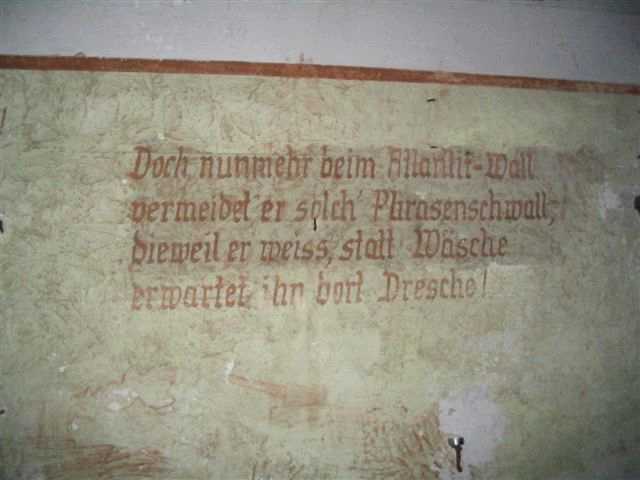 Doch nunmehr beim Atlantik-Wall
vermeidet er solch' Phrasenschwall,
dieweil er weiss, statt Wäsche
erwartet ihn dort Dresche!